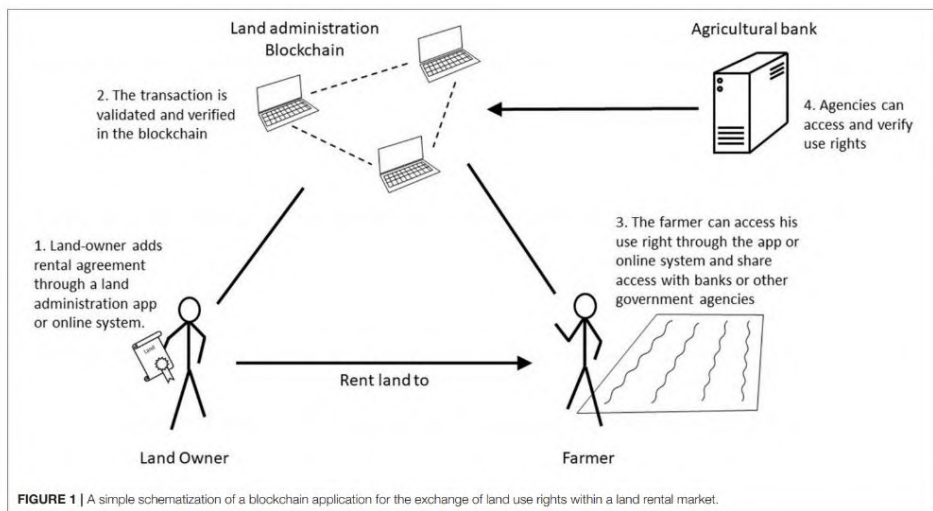 Land administration
Blockchain
Agricultural bank
2. The transaction is
validated and verified
in the blockchain
4. Agencies can
access and verify
use rights
1. Land-owner adds
rental agreement
through a land
administration app
or online system.
3. The farmer can access his
use right through the app or
online system and share
access with banks or other
government agencies
Land
Rent land to
Land Owner
Farmer
FIGURE 1 | A simple schematization of a blockchain application for the exchange of land use rights within a land rental market.